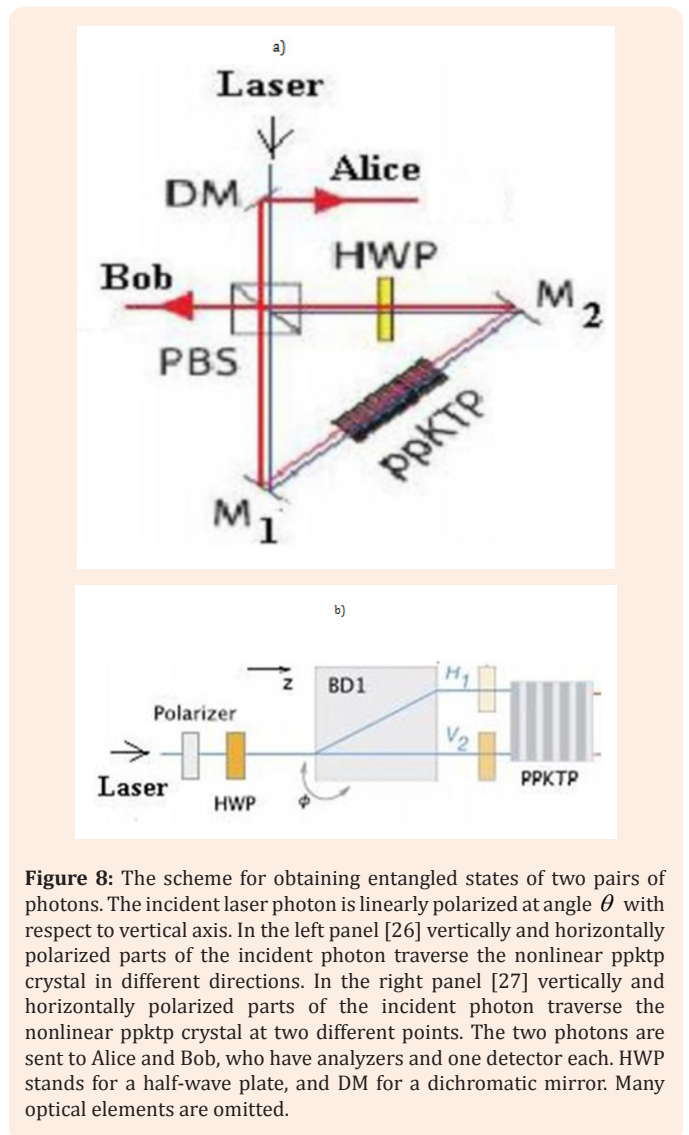 a)
Laser
DM
Alice
HWP
Bob
M2
PBS
ppKTP
M1
b)
z
BD1
H1
Polarizer
V2
Laser
HWP
ϕ
PPKTP
Figure 8: The scheme for obtaining entangled states of two pairs of
photons. The incident laser photon is linearly polarized at angle θ with
respect to vertical axis. In the left panel [26] vertically and horizontally
polarized parts of the incident photon traverse the nonlinear ppktp
crystal in different directions. In the right panel [27] vertically and
horizontally polarized parts of the incident photon traverse the
nonlinear ppktp crystal at two different points. The two photons are
sent to Alice and Bob, who have analyzers and one detector each. HWP
stands for a half-wave plate, and DM for a dichromatic mirror. Many
optical elements are omitted.